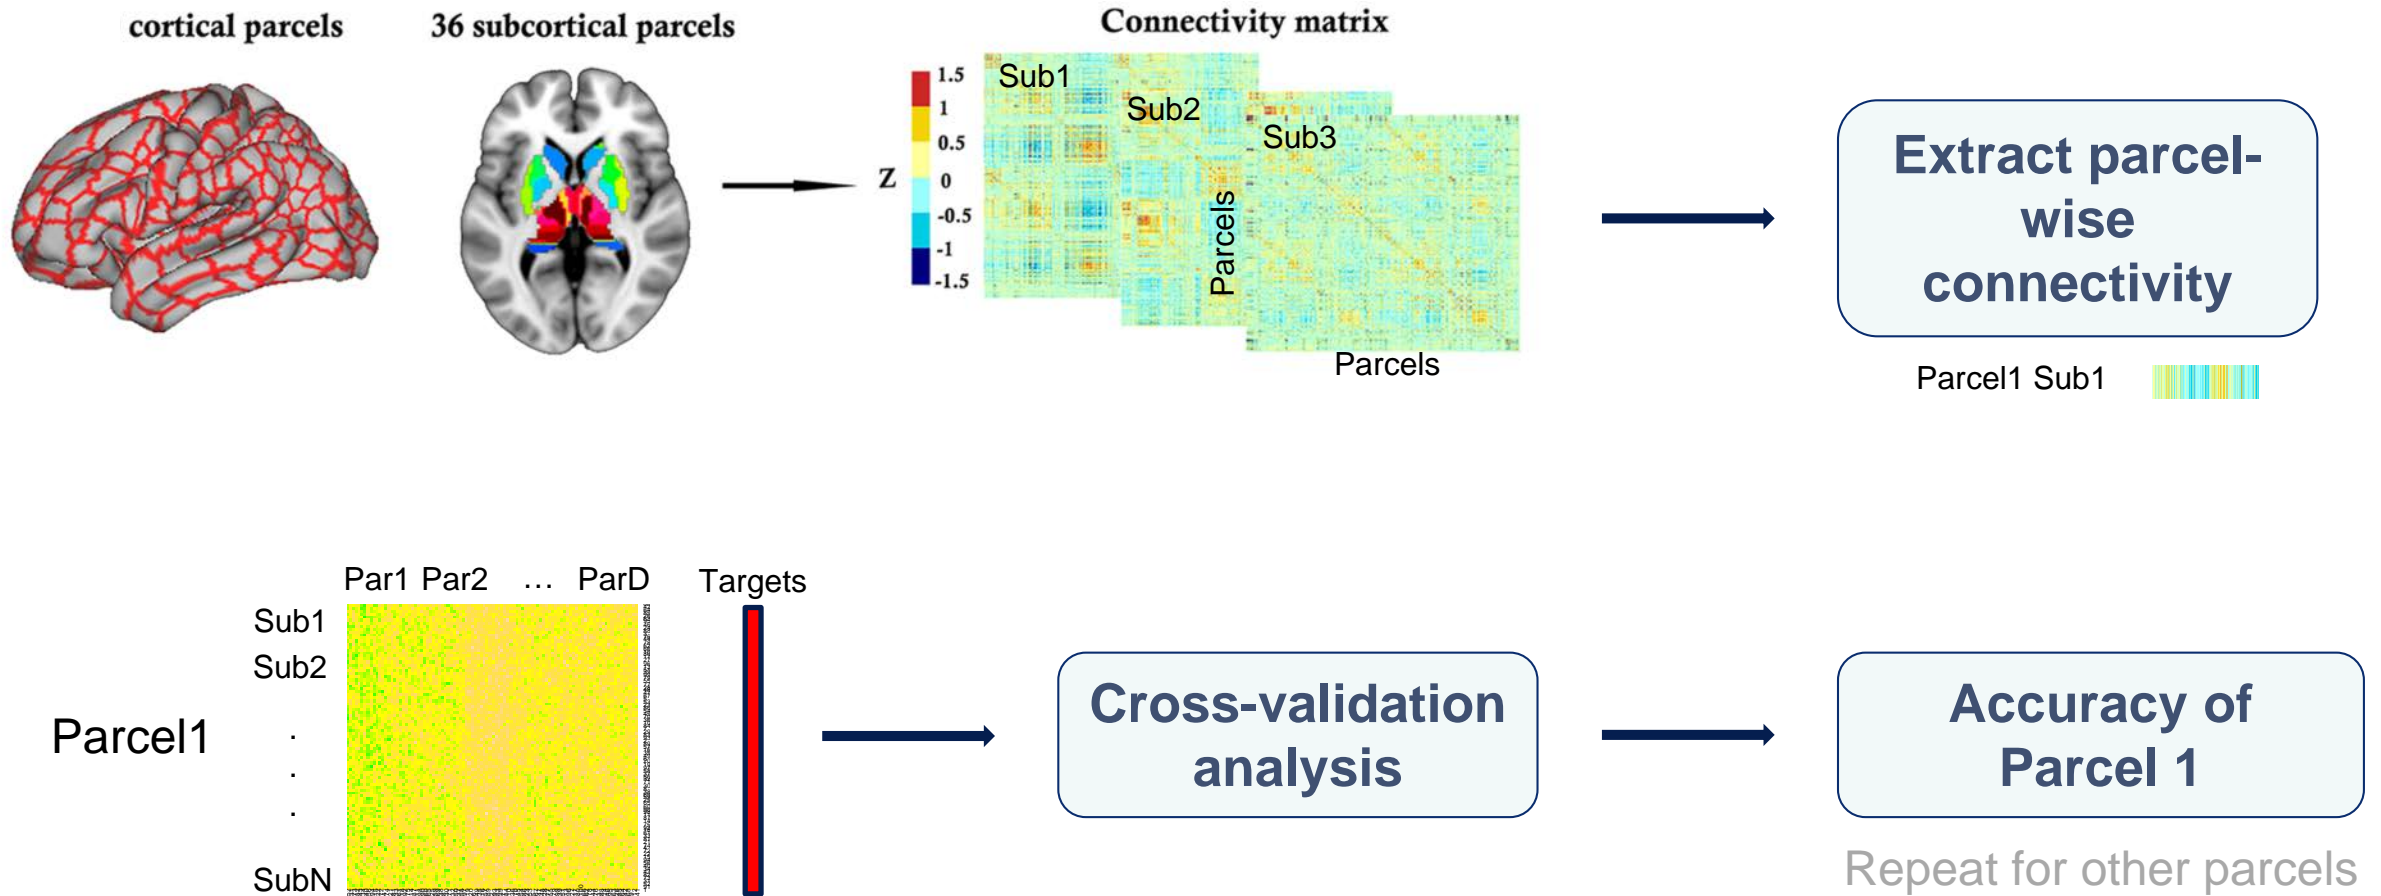 cortical parcels
36 subcortical parcels
Connectivity matrix
1.5
1
0.5
0
-0.5
-1
-1.5
Z
Sub1
Sub2
Sub3
Parcels
Parcels
Extract parcel-
wise
connectivity
Parcel1 Sub1
Par1 Par2 … ParD
Targets
Sub1
Sub2
.
.
.
SubN
Parcel1
Cross-validation
analysis
Accuracy of
Parcel 1
Repeat for other parcels